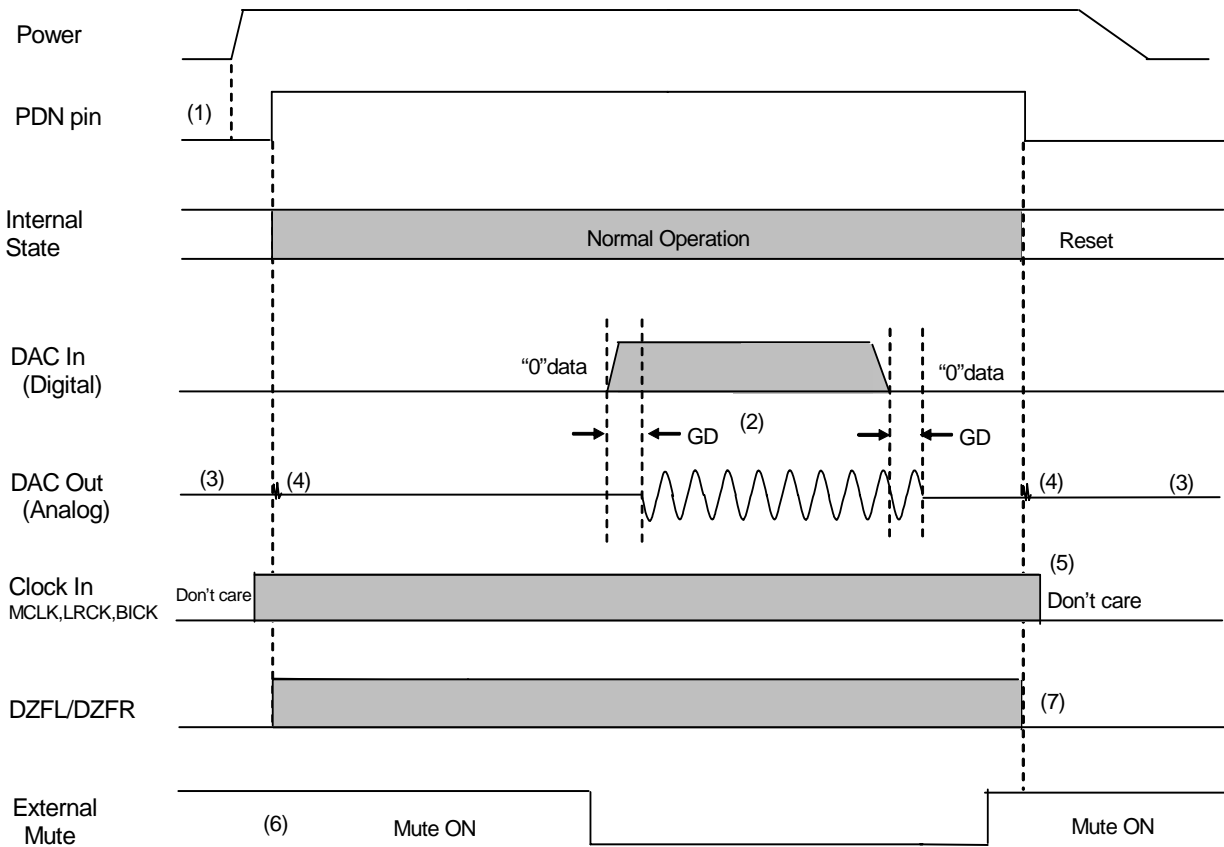 Power
PDN pin
(1)
Internal
State
Normal Operation
Reset
DAC In
(Digital)
“0”data
“0”data
(2)
GD
GD
DAC Out
(Analog)
(3)
(4)
(4)
(3)
Clock In
MCLK,LRCK,BICK
Don’t care
(5)
Don’t care
DZFL/DZFR
(7)
External
Mute
(6)
Mute ON
Mute ON